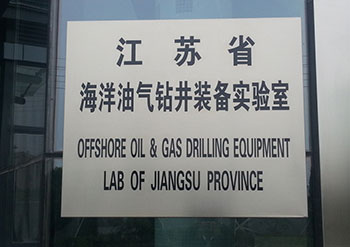 江苏省
海洋油气钻井装备实验室
OFFSHORE OIL & GAS DRILLING EQUIPMENT
LAB OF JIANGSU PROVINCE